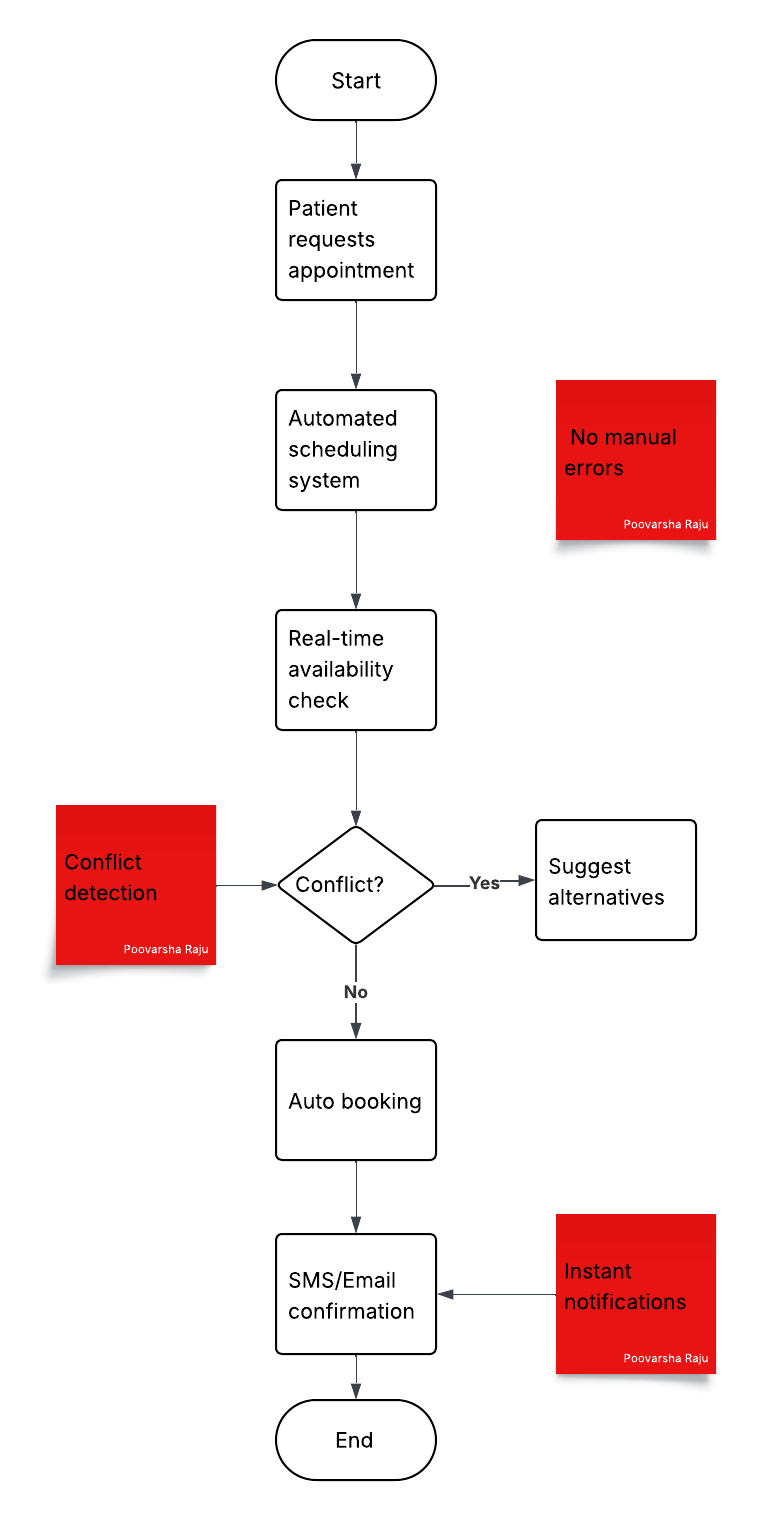 Start
Patient
requests
appointment
Automated
scheduling
system
No manual
errors
Poovarsha Raju
Real-time
availability
check
Conflict
detection
Poovarsha Raju
Conflict?
Yes
Suggest
alternatives
No
Auto booking
SMS/Email
confirmation
Instant
notifications
Poovarsha Raju
End